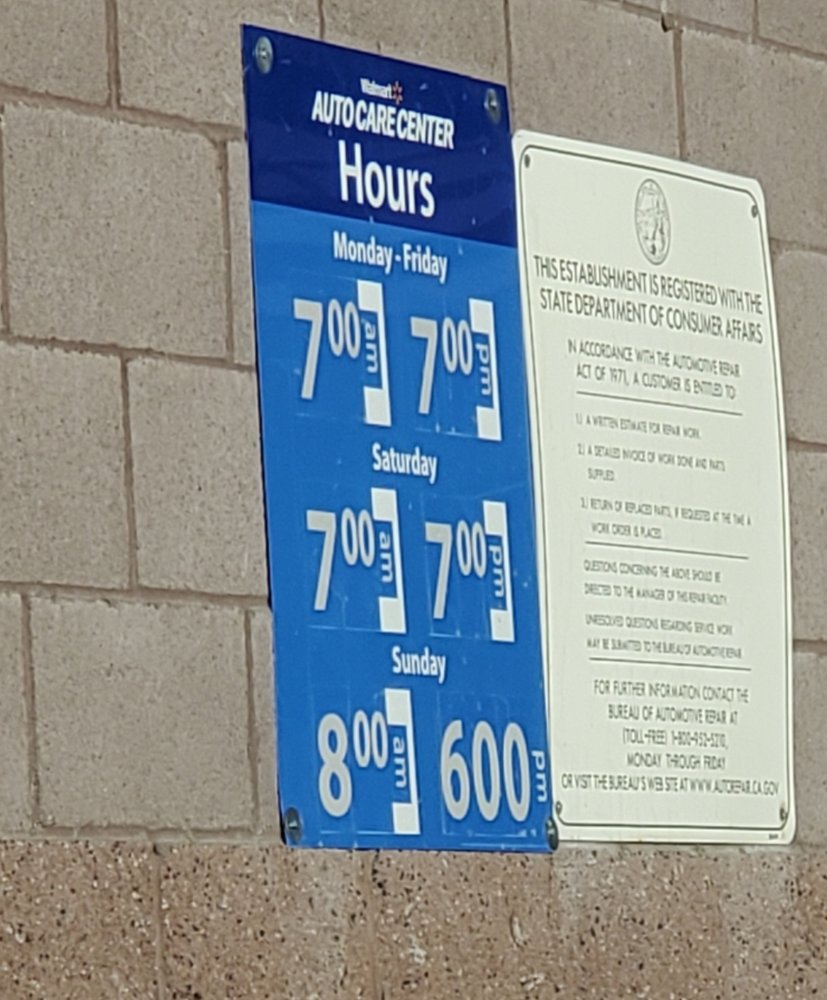 Walmart
AUTO CARE CENTER
Hours
Monday - Friday
7 00 am 7 00 pm
Saturday
7 00 am 7 00 pm
Sunday
8 00 am 600 pm
THIS ESTABLISHMENT IS REGISTERED WITH THE
STATE DEPARTMENT OF CONSUMER AFFAIRS
IN ACCORDANCE WITH THE AUTOMOTIVE REPAIR
ACT OF 1971, A CUSTOMER IS ENTITLED TO
1.) A WRITTEN ESTIMATE FOR REPAIR WORK.
2.) A DETAILED INVOICE OF WORK DONE AND PARTS
SUPPLIED.
3.) RETURN OF REPLACED PARTS, IF REQUESTED AT THE TIME A
WORK ORDER IS PLACED.
QUESTIONS CONCERNING THE ABOVE SHOULD BE
DIRECTED TO THE MANAGER OF THIS REPAIR FACILITY.
UNRESOLVED QUESTIONS REGARDING SERVICE WORK
MAY BE SUBMITTED TO THE BUREAU OF AUTOMOTIVE REPAIR.
FOR FURTHER INFORMATION CONTACT THE
BUREAU OF AUTOMOTIVE REPAIR AT
(TOLL-FREE) 1-800-952-5210,
MONDAY THROUGH FRIDAY
OR VISIT THE BUREAU'S WEB SITE AT WWW.AUTOREPAIR.CA.GOV